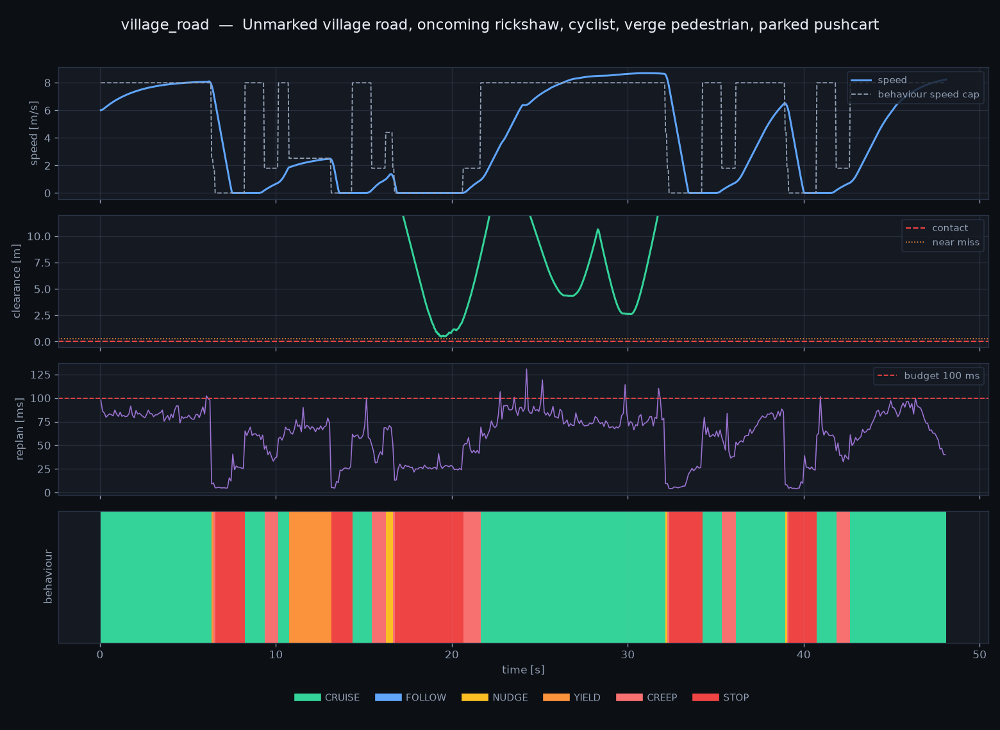 village_road — Unmarked village road, oncoming rickshaw, cyclist, verge pedestrian, parked pushcart
speed [m/s]
8
6
4
2
0
speed
behaviour speed cap
clearance [m]
10.0
7.5
5.0
2.5
0.0
contact
near miss
replan [ms]
125
100
75
50
25
0
budget 100 ms
behaviour
0 10 20 30 40 50
time [s]
CRUISE FOLLOW NUDGE YIELD CREEP STOP